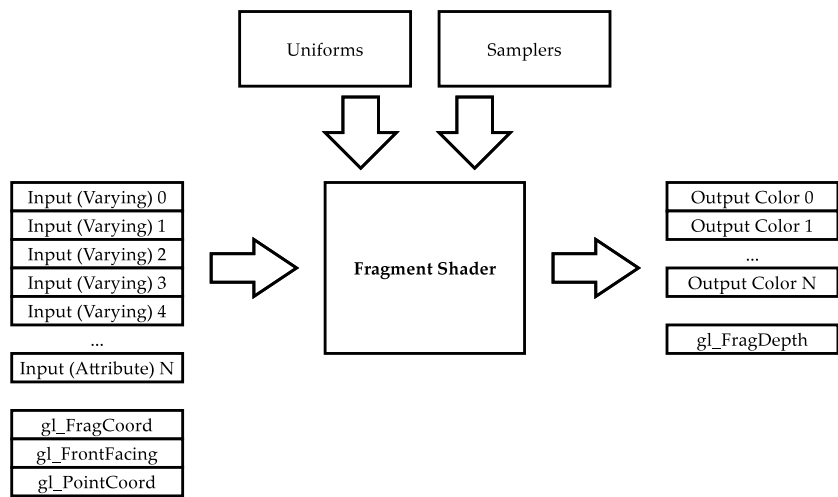 Uniforms
Samplers
Input (Varying) 0
Input (Varying) 1
Input (Varying) 2
Input (Varying) 3
Input (Varying) 4
...
Input (Attribute) N
gl_FragCoord
gl_FrontFacing
gl_PointCoord
Fragment Shader
Output Color 0
Output Color 1
...
Output Color N
gl_FragDepth